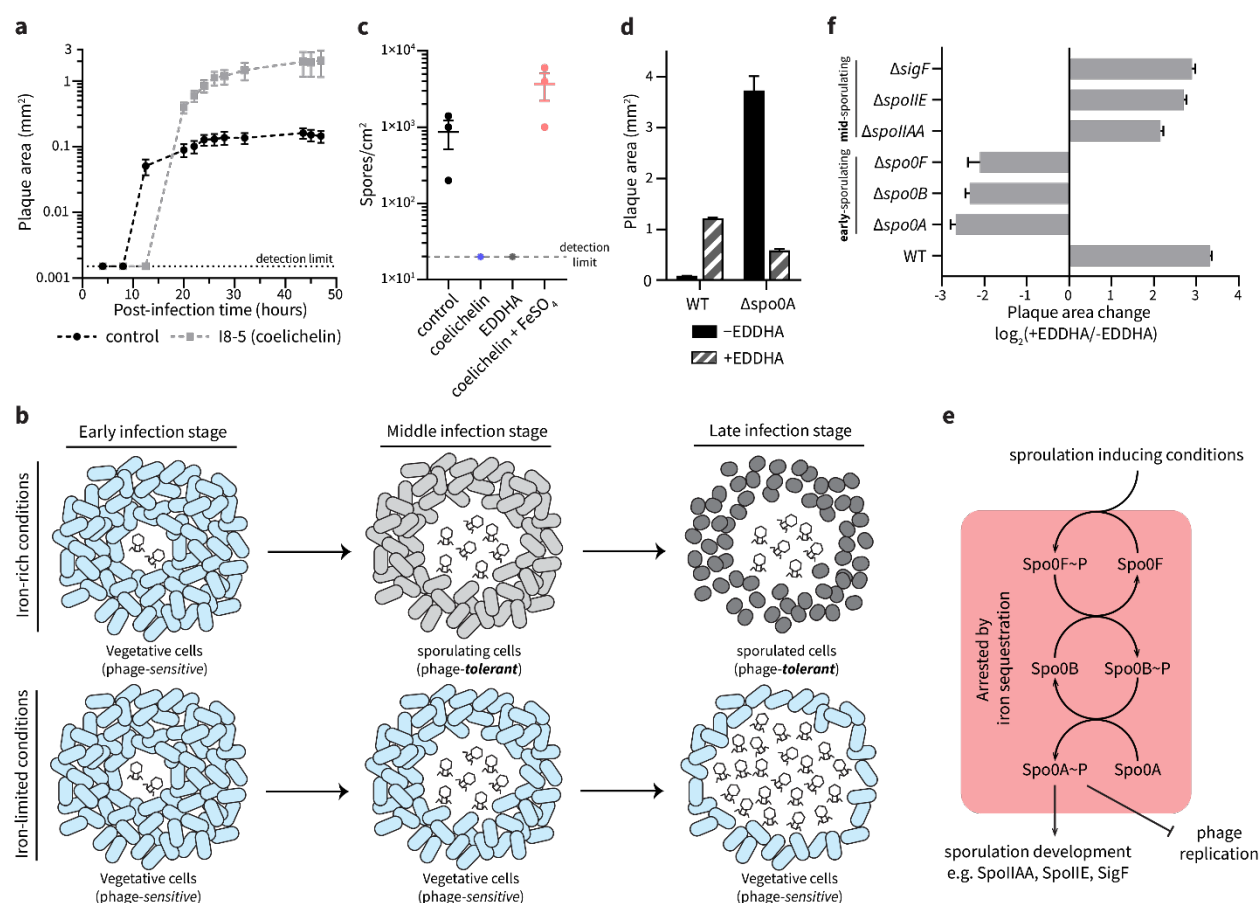 a
Plaque area (mm²)
3
1
0.1
0.01
0.001
detection limit
0 10 20 30 40 50
Post-infection time (hours)
control I8-5 (coelichelin)
c
Spores/cm²
1×10⁴
1×10³
1×10²
1×10¹
detection
limit
control
coelichelin
EDDHA
coelichelin + FeSO₄
d
Plaque area (mm²)
4
3
2
1
0
WT Δspo0A
−EDDHA
+EDDHA
f
mid-sporulating
early-sporulating
ΔsigF
ΔspoIIE
ΔspoIIAA
Δspo0F
Δspo0B
Δspo0A
WT
-3 -2 -1 0 1 2 3 4
Plaque area change
log₂(+EDDHA/-EDDHA)
b
Early infection stage
Middle infection stage
Late infection stage
Iron-rich conditions
Vegetative cells
(phage-sensitive)
sporulating cells
(phage-tolerant)
sporulated cells
(phage-tolerant)
Iron-limited conditions
Vegetative cells
(phage-sensitive)
Vegetative cells
(phage-sensitive)
Vegetative cells
(phage-sensitive)
e
sproulation inducing conditions
Arrested by
iron sequestration
Spo0F~P Spo0F
Spo0B Spo0B~P
Spo0A~P Spo0A
sporulation development
e.g. SpoIIAA, SpoIIE, SigF
phage
replication